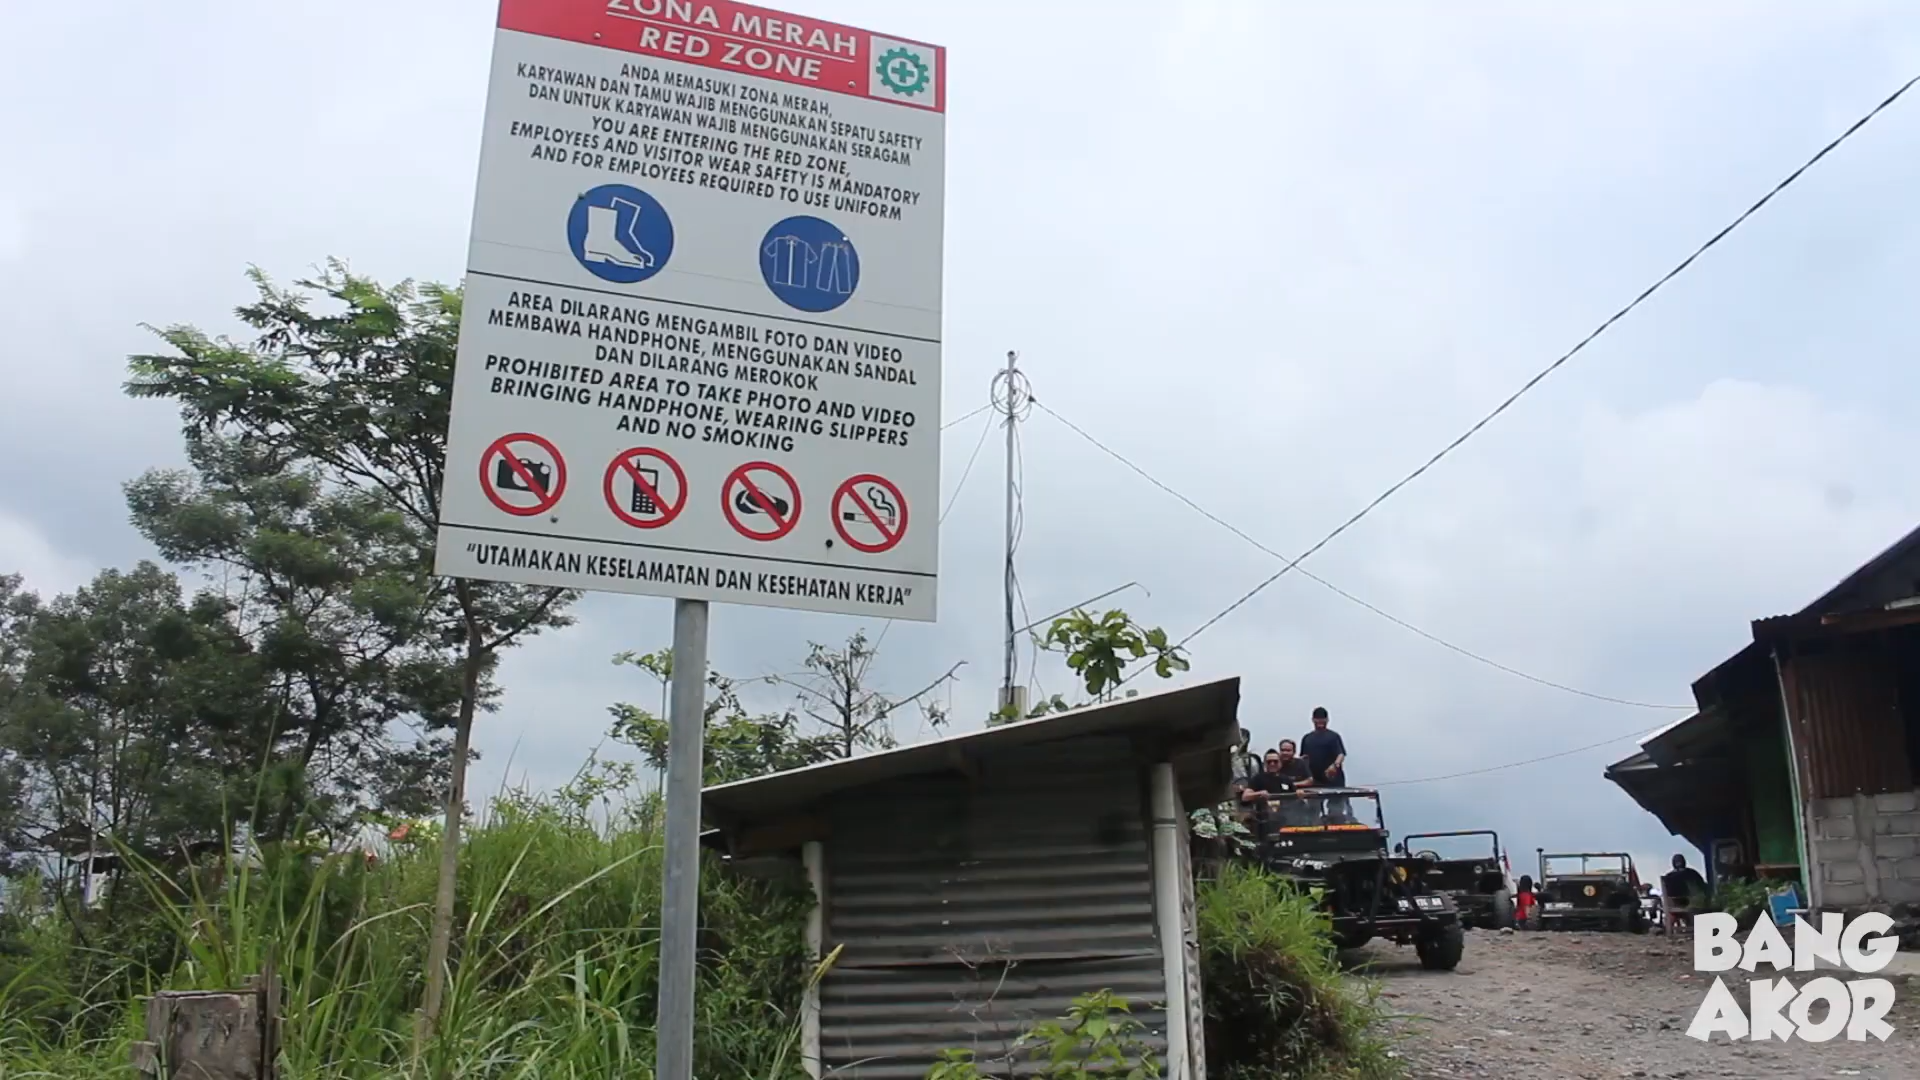 ZONA MERAH
RED ZONE
ANDA MEMASUKI ZONA MERAH,
KARYAWAN DAN TAMU WAJIB MENGGUNAKAN SEPATU SAFETY
DAN UNTUK KARYAWAN WAJIB MENGGUNAKAN SERAGAM
YOU ARE ENTERING THE RED ZONE,
EMPLOYEES AND VISITOR WEAR SAFETY IS MANDATORY
AND FOR EMPLOYEES REQUIRED TO USE UNIFORM
AREA DILARANG MENGAMBIL FOTO DAN VIDEO
MEMBAWA HANDPHONE, MENGGUNAKAN SANDAL
DAN DILARANG MEROKOK
PROHIBITED AREA TO TAKE PHOTO AND VIDEO
BRINGING HANDPHONE, WEARING SLIPPERS
AND NO SMOKING
"UTAMAKAN KESELAMATAN DAN KESEHATAN KERJA"
BANG
AKOR